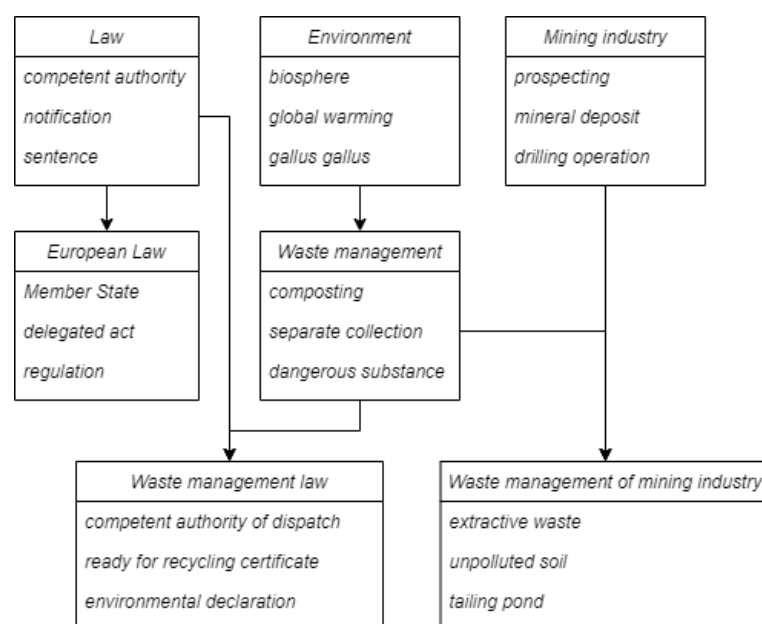 Law
competent authority
notification
sentence
Environment
biosphere
global warming
gallus gallus
Mining industry
prospecting
mineral deposit
drilling operation
European Law
Member State
delegated act
regulation
Waste management
composting
separate collection
dangerous substance
Waste management law
competent authority of dispatch
ready for recycling certificate
environmental declaration
Waste management of mining industry
extractive waste
unpolluted soil
tailing pond